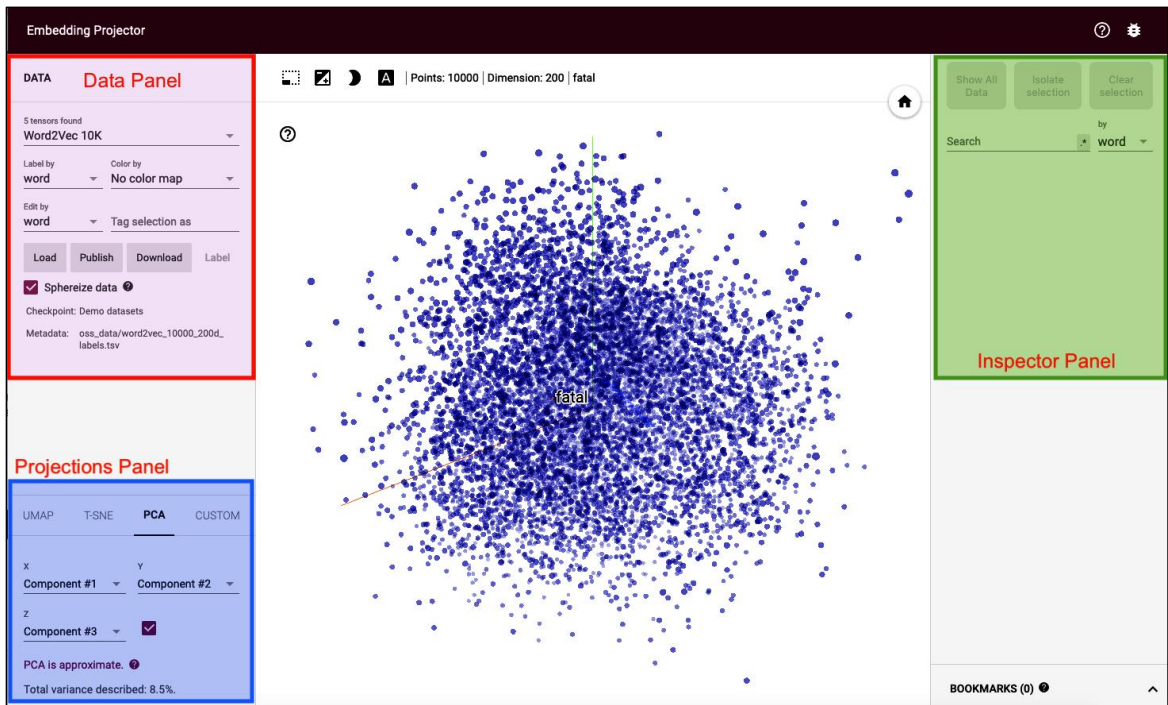 Embedding Projector
DATA
Data Panel
5 tensors found
Word2Vec 10K
Label by
Color by
word
No color map
Edit by
word
Tag selection as
Load
Publish
Download
Label
Sphereize data
Checkpoint: Demo datasets
Metadata: oss_data/word2vec_10000_200d_
labels.tsv
Projections Panel
UMAP
T-SNE
PCA
CUSTOM
X
Y
Component #1
Component #2
Z
Component #3
PCA is approximate.
Total variance described: 8.5%.
A
Points: 10000 | Dimension: 200 | fatal
fatal
Show All
Data
Isolate
selection
Clear
selection
Search
.*
by
word
Inspector Panel
BOOKMARKS (0)